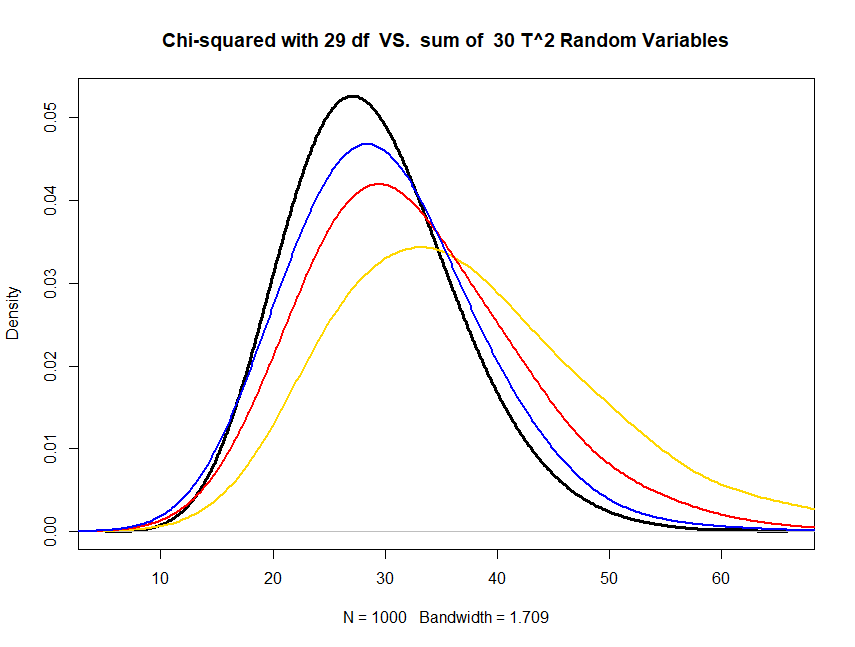 Chi-squared with 29 df VS. sum of 30 T^2 Random Variables
Density
0.05
0.04
0.03
0.02
0.01
0.00
10 20 30 40 50 60
N = 1000 Bandwidth = 1.709